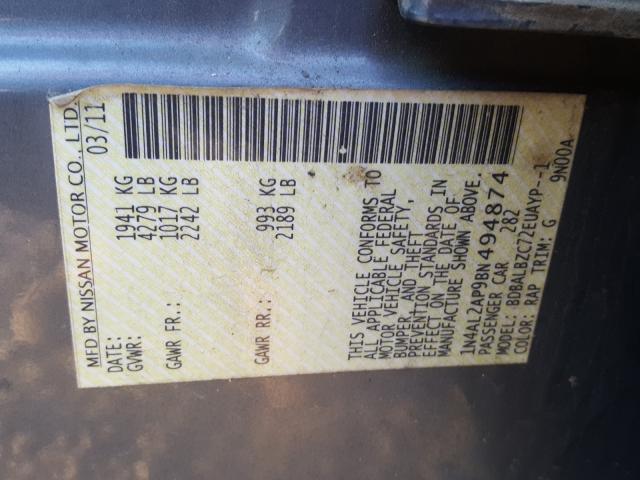 MFD BY NISSAN MOTOR CO., LTD.
DATE: 03/11
GVWR: 1941 KG
4279 LB
GAWR FR.: 1017 KG
2242 LB
GAWR RR.: 993 KG
2189 LB
THIS VEHICLE CONFORMS TO
ALL APPLICABLE FEDERAL
MOTOR VEHICLE SAFETY,
BUMPER, AND THEFT
PREVENTION STANDARDS IN
EFFECT ON THE DATE OF
MANUFACTURE SHOWN ABOVE.
1N4AL2AP9BN494874
PASSENGER CAR 282
MODEL: BDBALBZC72EUAYP--1
COLOR: RAP TRIM: G 9N00A